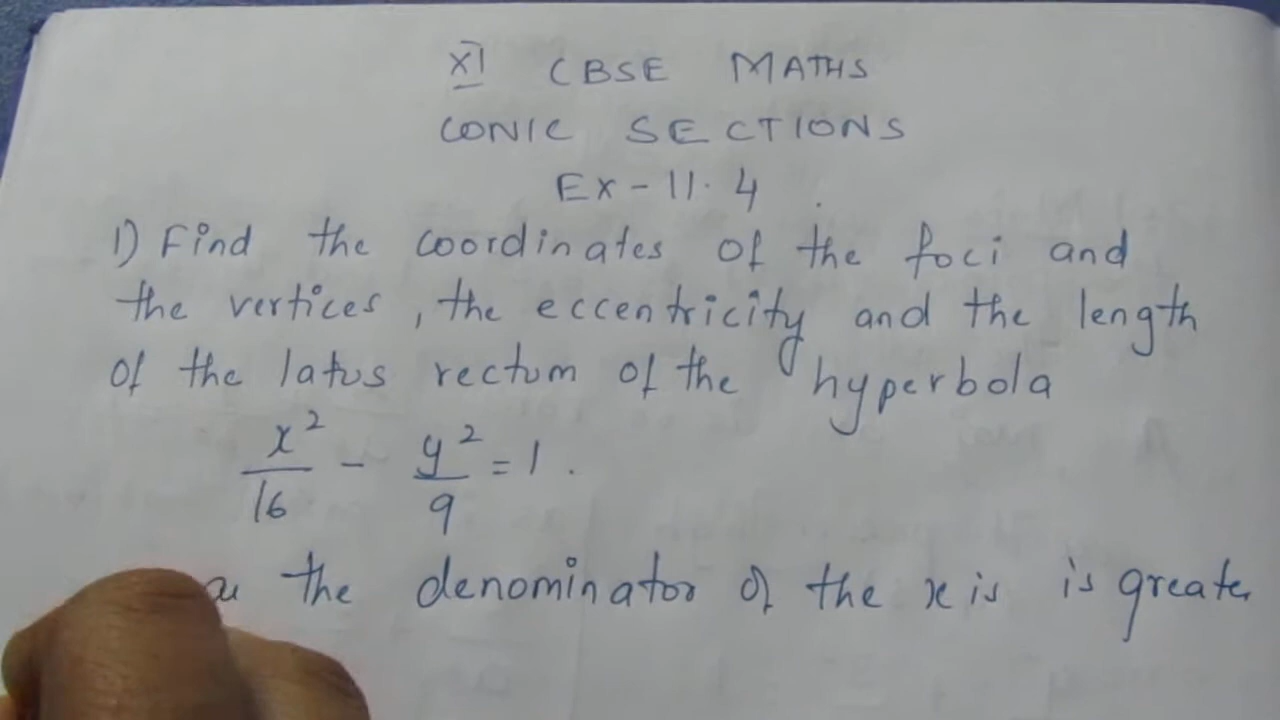 XI CBSE MATHS
CONIC SECTIONS
EX - 11.4
1) Find the coordinates of the foci and
the vertices, the eccentricity and the length
of the latus rectum of the hyperbola
x²/16 - y²/9 = 1.
the denominator of the x is is greater